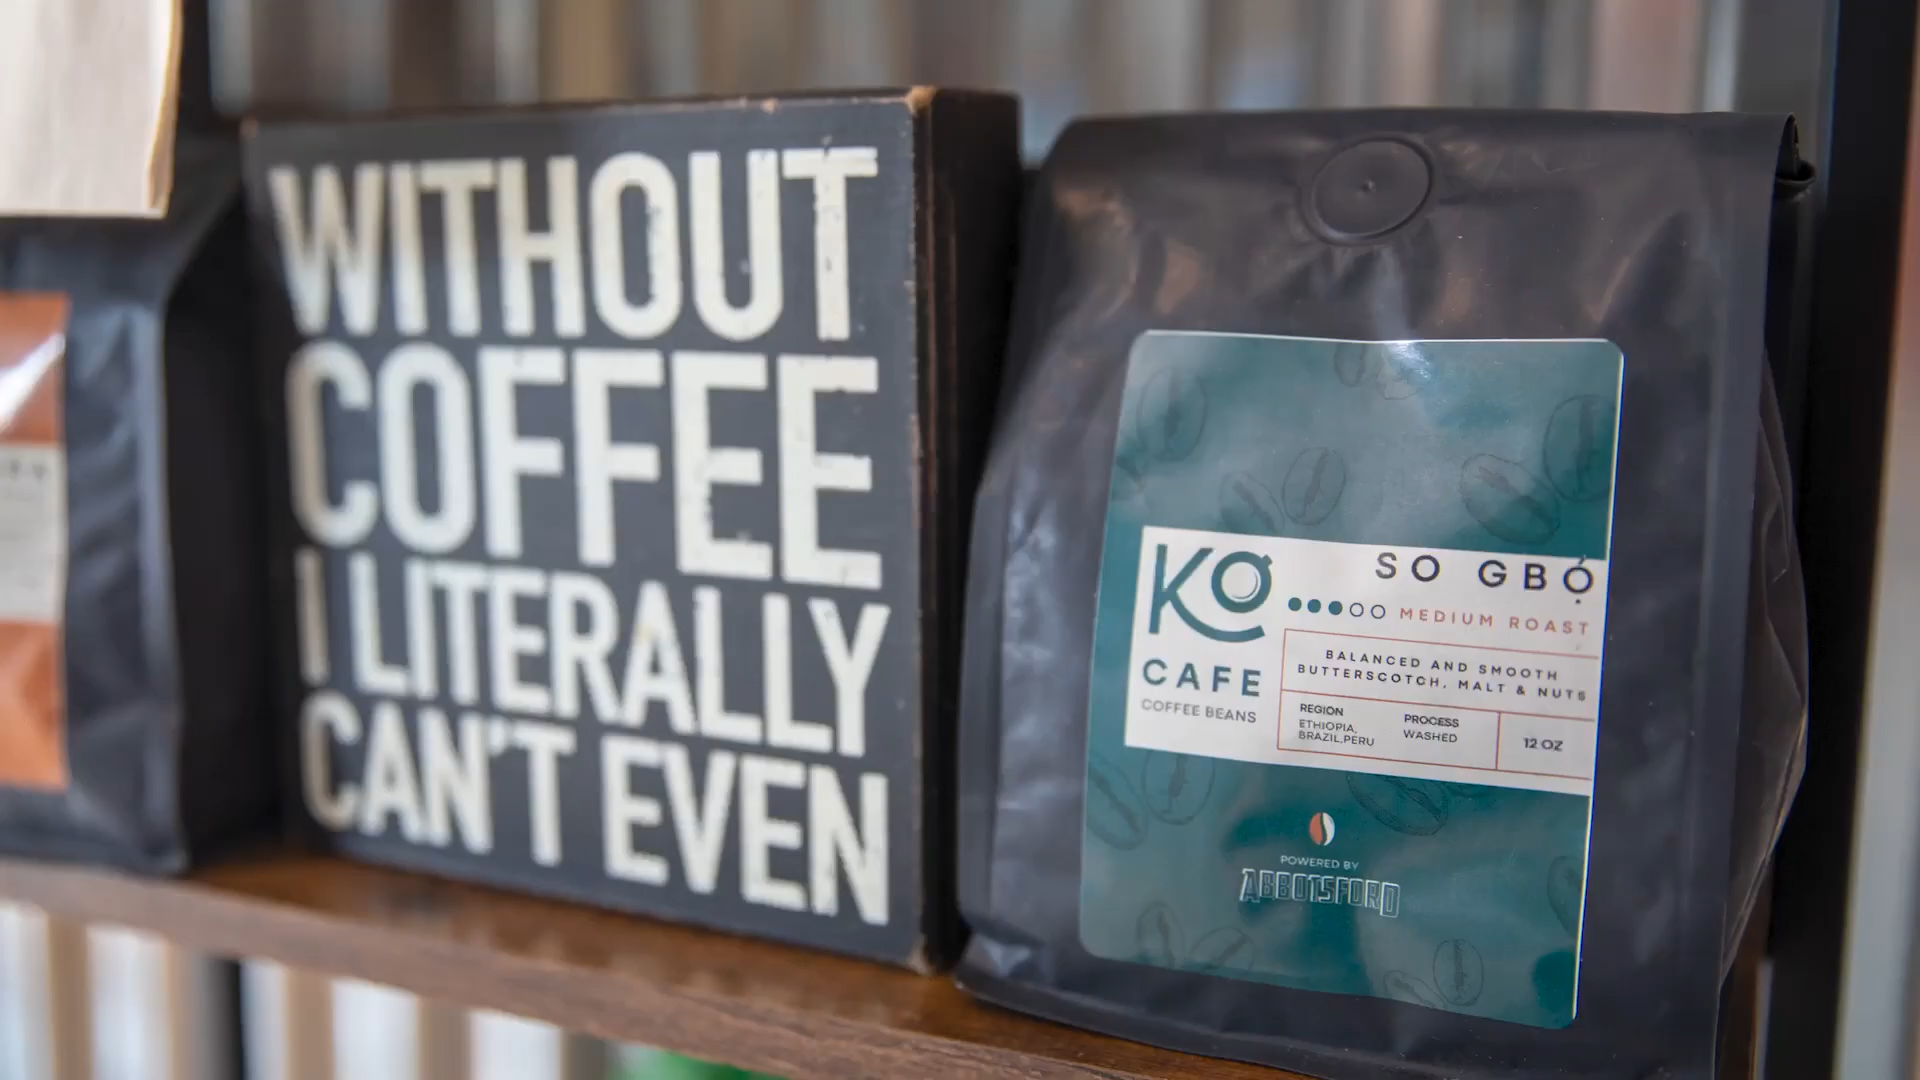 WITHOUT
COFFEE
I LITERALLY
CAN'T EVEN
KỌ́
CAFE
COFFEE BEANS
SO GBỌ́
MEDIUM ROAST
BALANCED AND SMOOTH
BUTTERSCOTCH, MALT & NUTS
REGION
ETHIOPIA,
BRAZIL,PERU
PROCESS
WASHED
12 OZ
POWERED BY
ABBOTSFORD